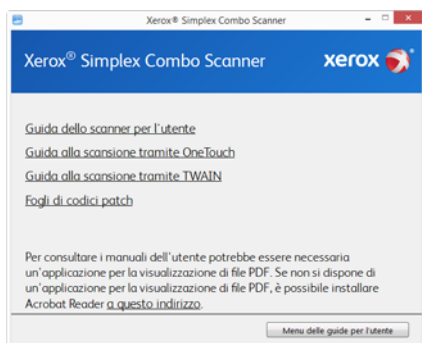 Xerox® Simplex Combo Scanner
Xerox® Simplex Combo Scanner
xerox
Guida dello scanner per l'utente
Guida alla scansione tramite OneTouch
Guida alla scansione tramite TWAIN
Fogli di codici patch
Per consultare i manuali dell'utente potrebbe essere necessaria
un'applicazione per la visualizzazione di file PDF. Se non si dispone di
un'applicazione per la visualizzazione di file PDF, è possibile installare
Acrobat Reader a questo indirizzo.
Menu delle guide per l'utente